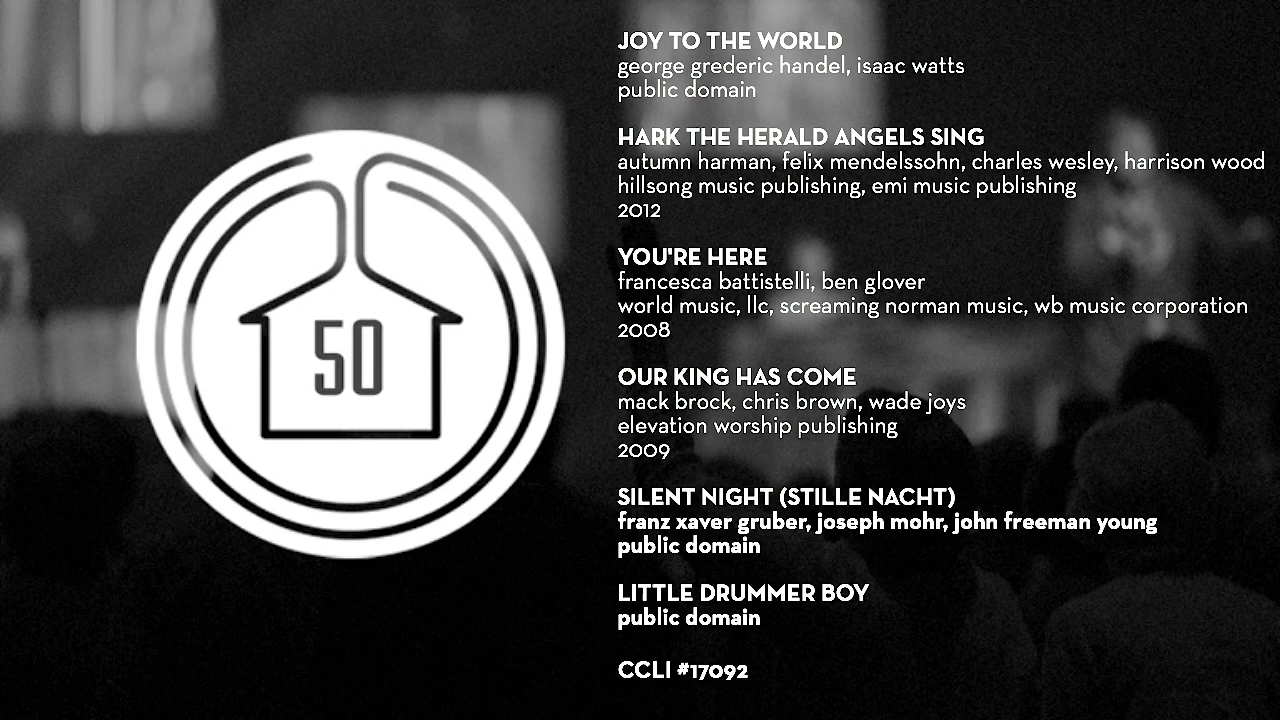 50
JOY TO THE WORLD
george grederic handel, isaac watts
public domain
HARK THE HERALD ANGELS SING
autumn harman, felix mendelssohn, charles wesley, harrison wood
hillsong music publishing, emi music publishing
2012
YOU'RE HERE
francesca battistelli, ben glover
world music, llc, screaming norman music, wb music corporation
2008
OUR KING HAS COME
mack brock, chris brown, wade joys
elevation worship publishing
2009
SILENT NIGHT (STILLE NACHT)
franz xaver gruber, joseph mohr, john freeman young
public domain
LITTLE DRUMMER BOY
public domain
CCLI #17092